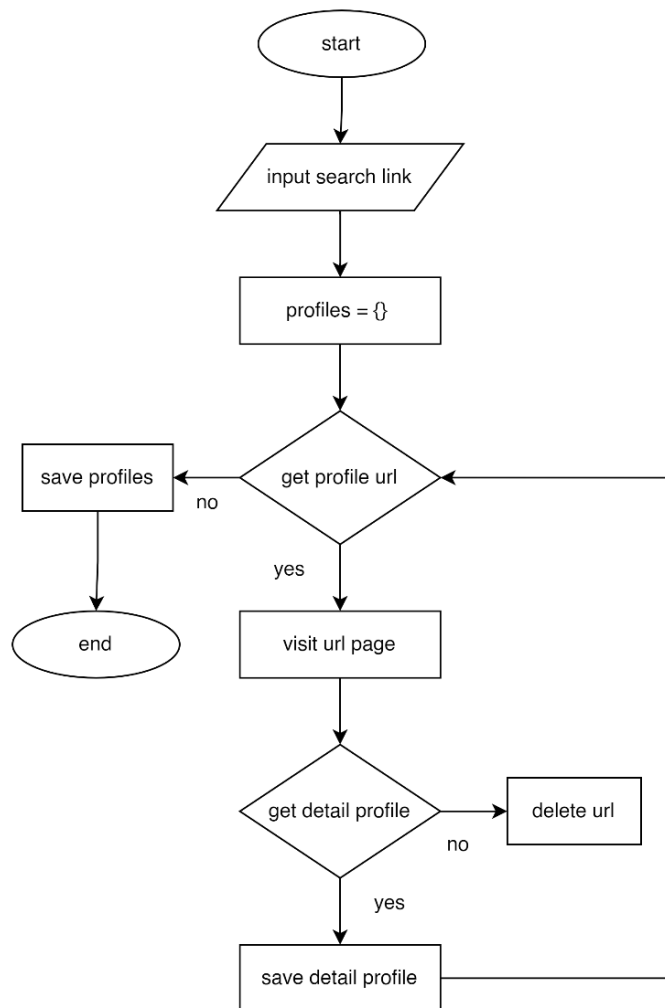 start
input search link
profiles = {}
save profiles
get profile url
no
yes
end
visit url page
get detail profile
delete url
no
yes
save detail profile